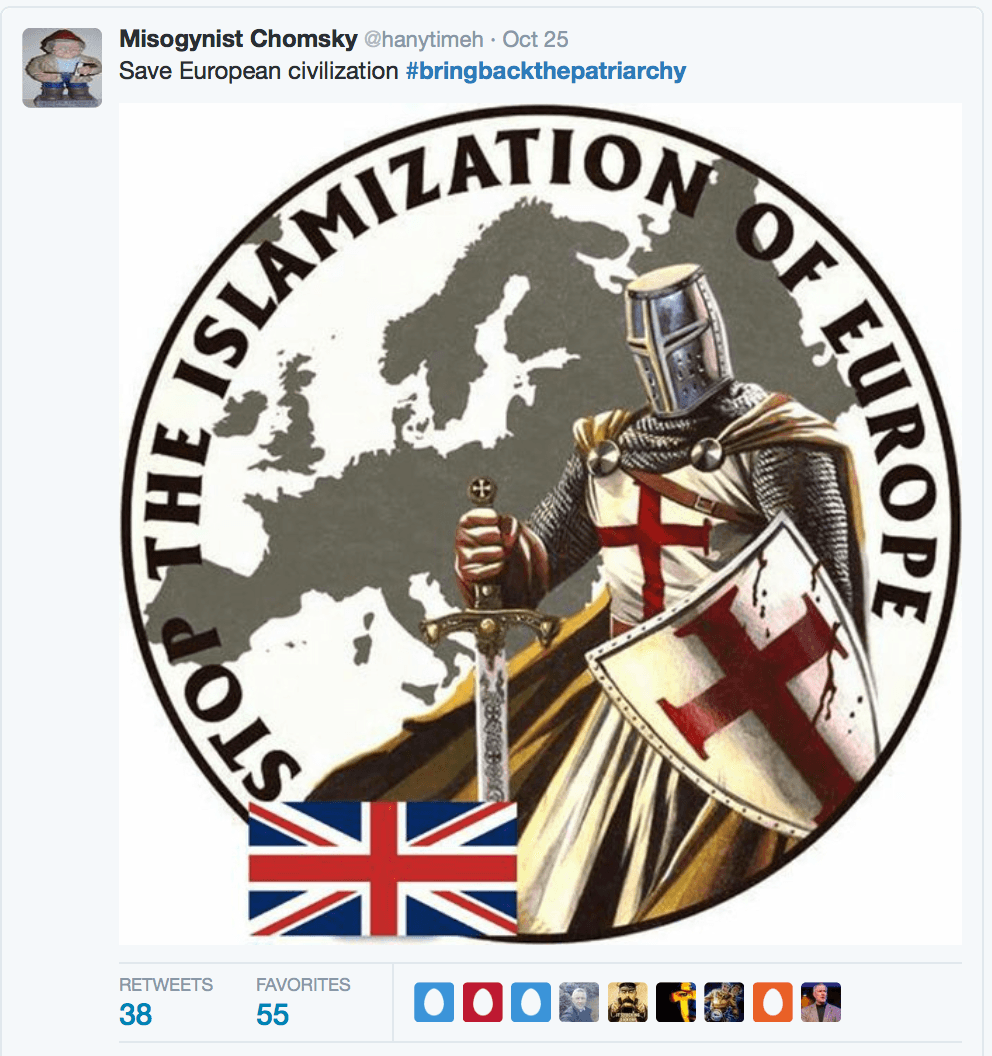 Misogynist Chomsky @hanytimeh · Oct 25
Save European civilization #bringbackthepatriarchy
STOP THE ISLAMIZATION OF EUROPE
RETWEETS FAVORITES
38 55